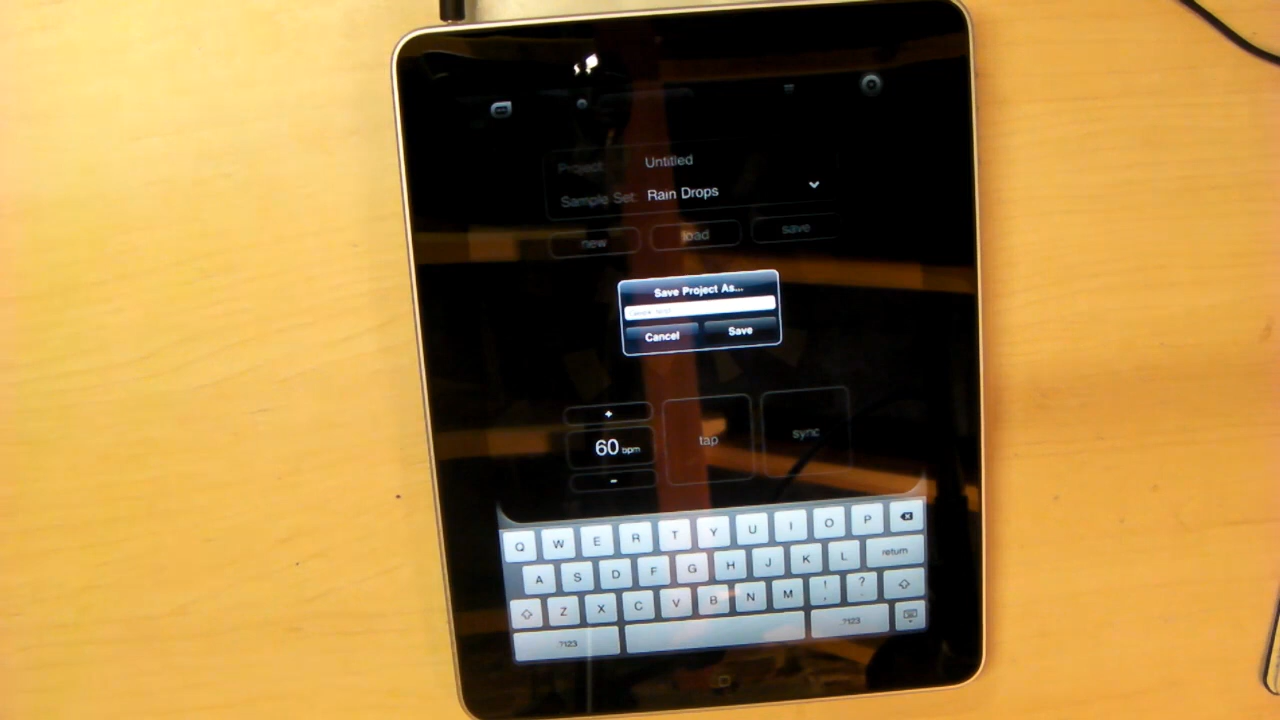 Project: Untitled
Sample Set: Rain Drops
new load save
Save Project As...
Cancel Save
+
60 bpm tap sync
-
Q W E R T Y U I O P
A S D F G H J K L return
Z X C V B N M ! , ? .
.?123 .?123